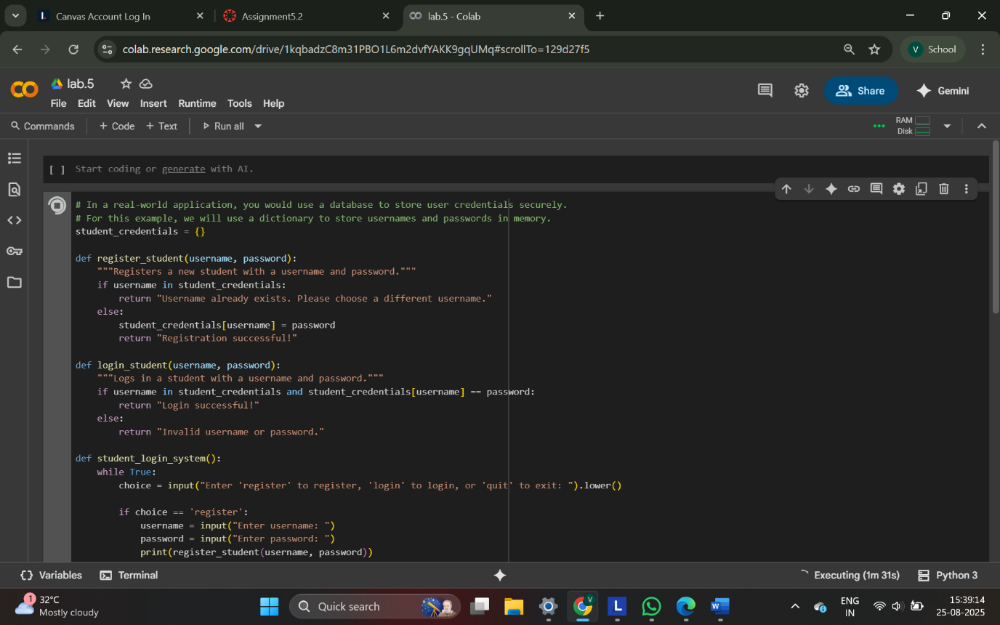 Canvas Account Log In
Assignment5.2
lab.5 - Colab
colab.research.google.com/drive/1kqbadzC8m31PBO1L6m2dvfYAKK9gqUMq#scrollTo=129d27f5
V School
lab.5
File Edit View Insert Runtime Tools Help
Share
Gemini
Commands + Code + Text Run all
RAM
Disk
[ ] Start coding or generate with AI.
# In a real-world application, you would use a database to store user credentials securely.
# For this example, we will use a dictionary to store usernames and passwords in memory.
student_credentials = {}
def register_student(username, password):
    """Registers a new student with a username and password."""
    if username in student_credentials:
        return "Username already exists. Please choose a different username."
    else:
        student_credentials[username] = password
        return "Registration successful!"
def login_student(username, password):
    """Logs in a student with a username and password."""
    if username in student_credentials and student_credentials[username] == password:
        return "Login successful!"
    else:
        return "Invalid username or password."
def student_login_system():
    while True:
        choice = input("Enter 'register' to register, 'login' to login, or 'quit' to exit: ").lower()
        if choice == 'register':
            username = input("Enter username: ")
            password = input("Enter password: ")
            print(register_student(username, password))
{} Variables Terminal
Executing (1m 31s) Python 3
1
32°C
Mostly cloudy
Quick search
V
L
W
ENG
IN
15:39:14
25-08-2025